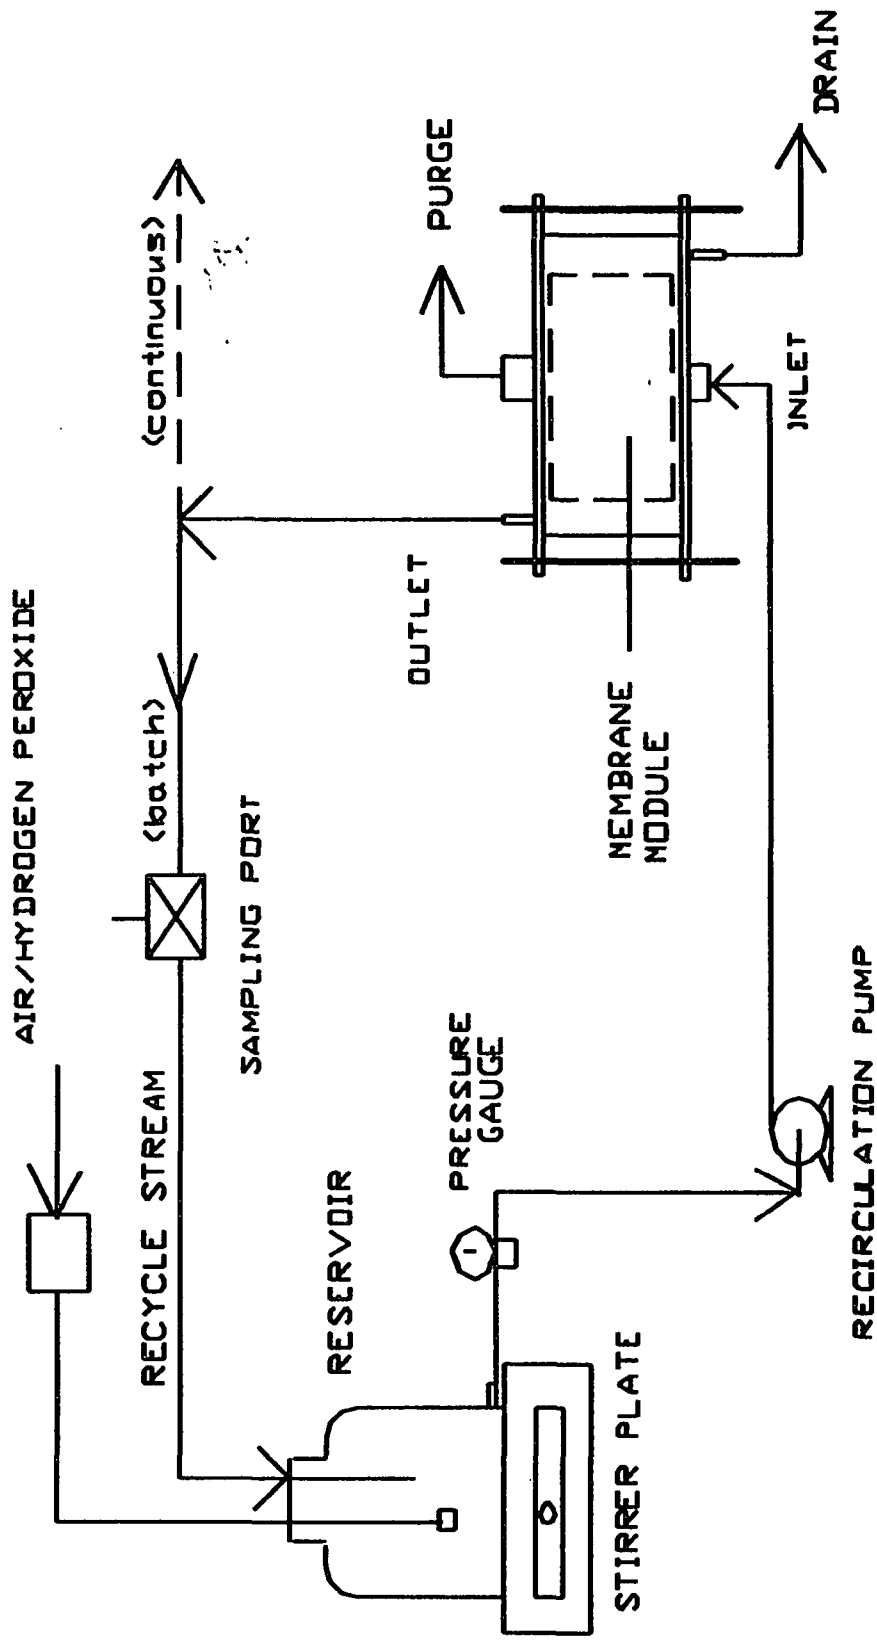 AIR/HYDROGEN PEROXIDE
RECYCLE STREAM
(batch)
(continuous)
SAMPLING PORT
RESERVOIR
OUTLET
PURGE
PRESSURE
GAUGE
MEMBRANE
MODULE
STIRRER PLATE
INLET
DRAIN
RECIRCULATION PUMP